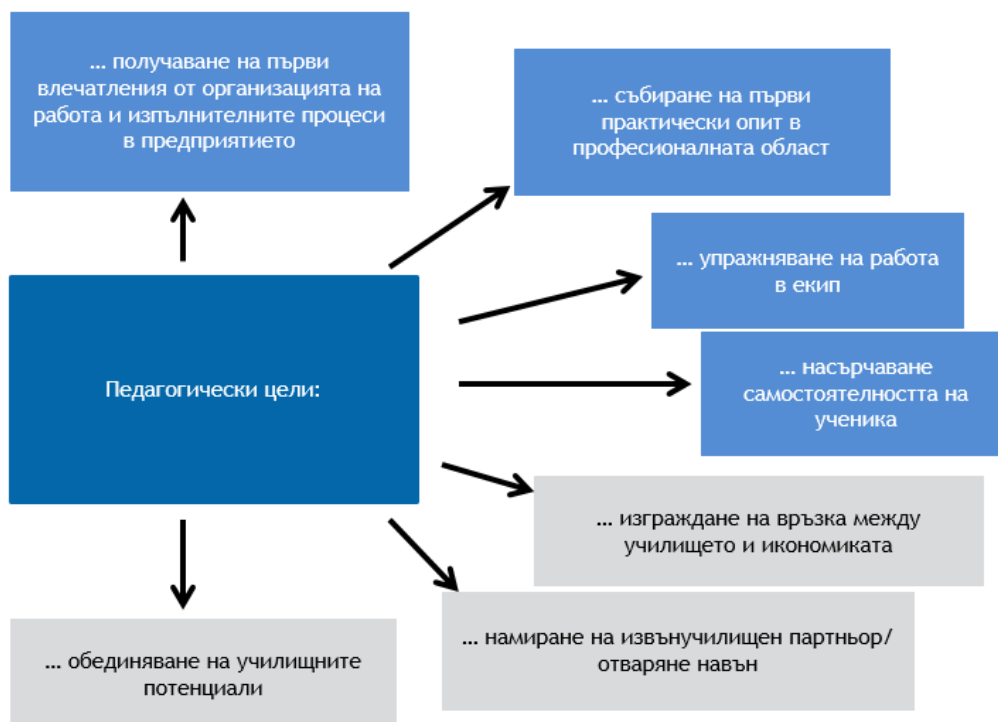 ... получаване на първи
впечатления от организацията на
работа и изпълнителните процеси
в предприятието
... събиране на първи
практически опит в
професионалната област
... упражняване на работа
в екип
Педагогически цели:
... насърчаване
самостоятелността на
ученика
... изграждане на връзка между
училището и икономиката
... намиране на извънучилищен партньор/
отваряне навън
... обединяване на училищните
потенциали